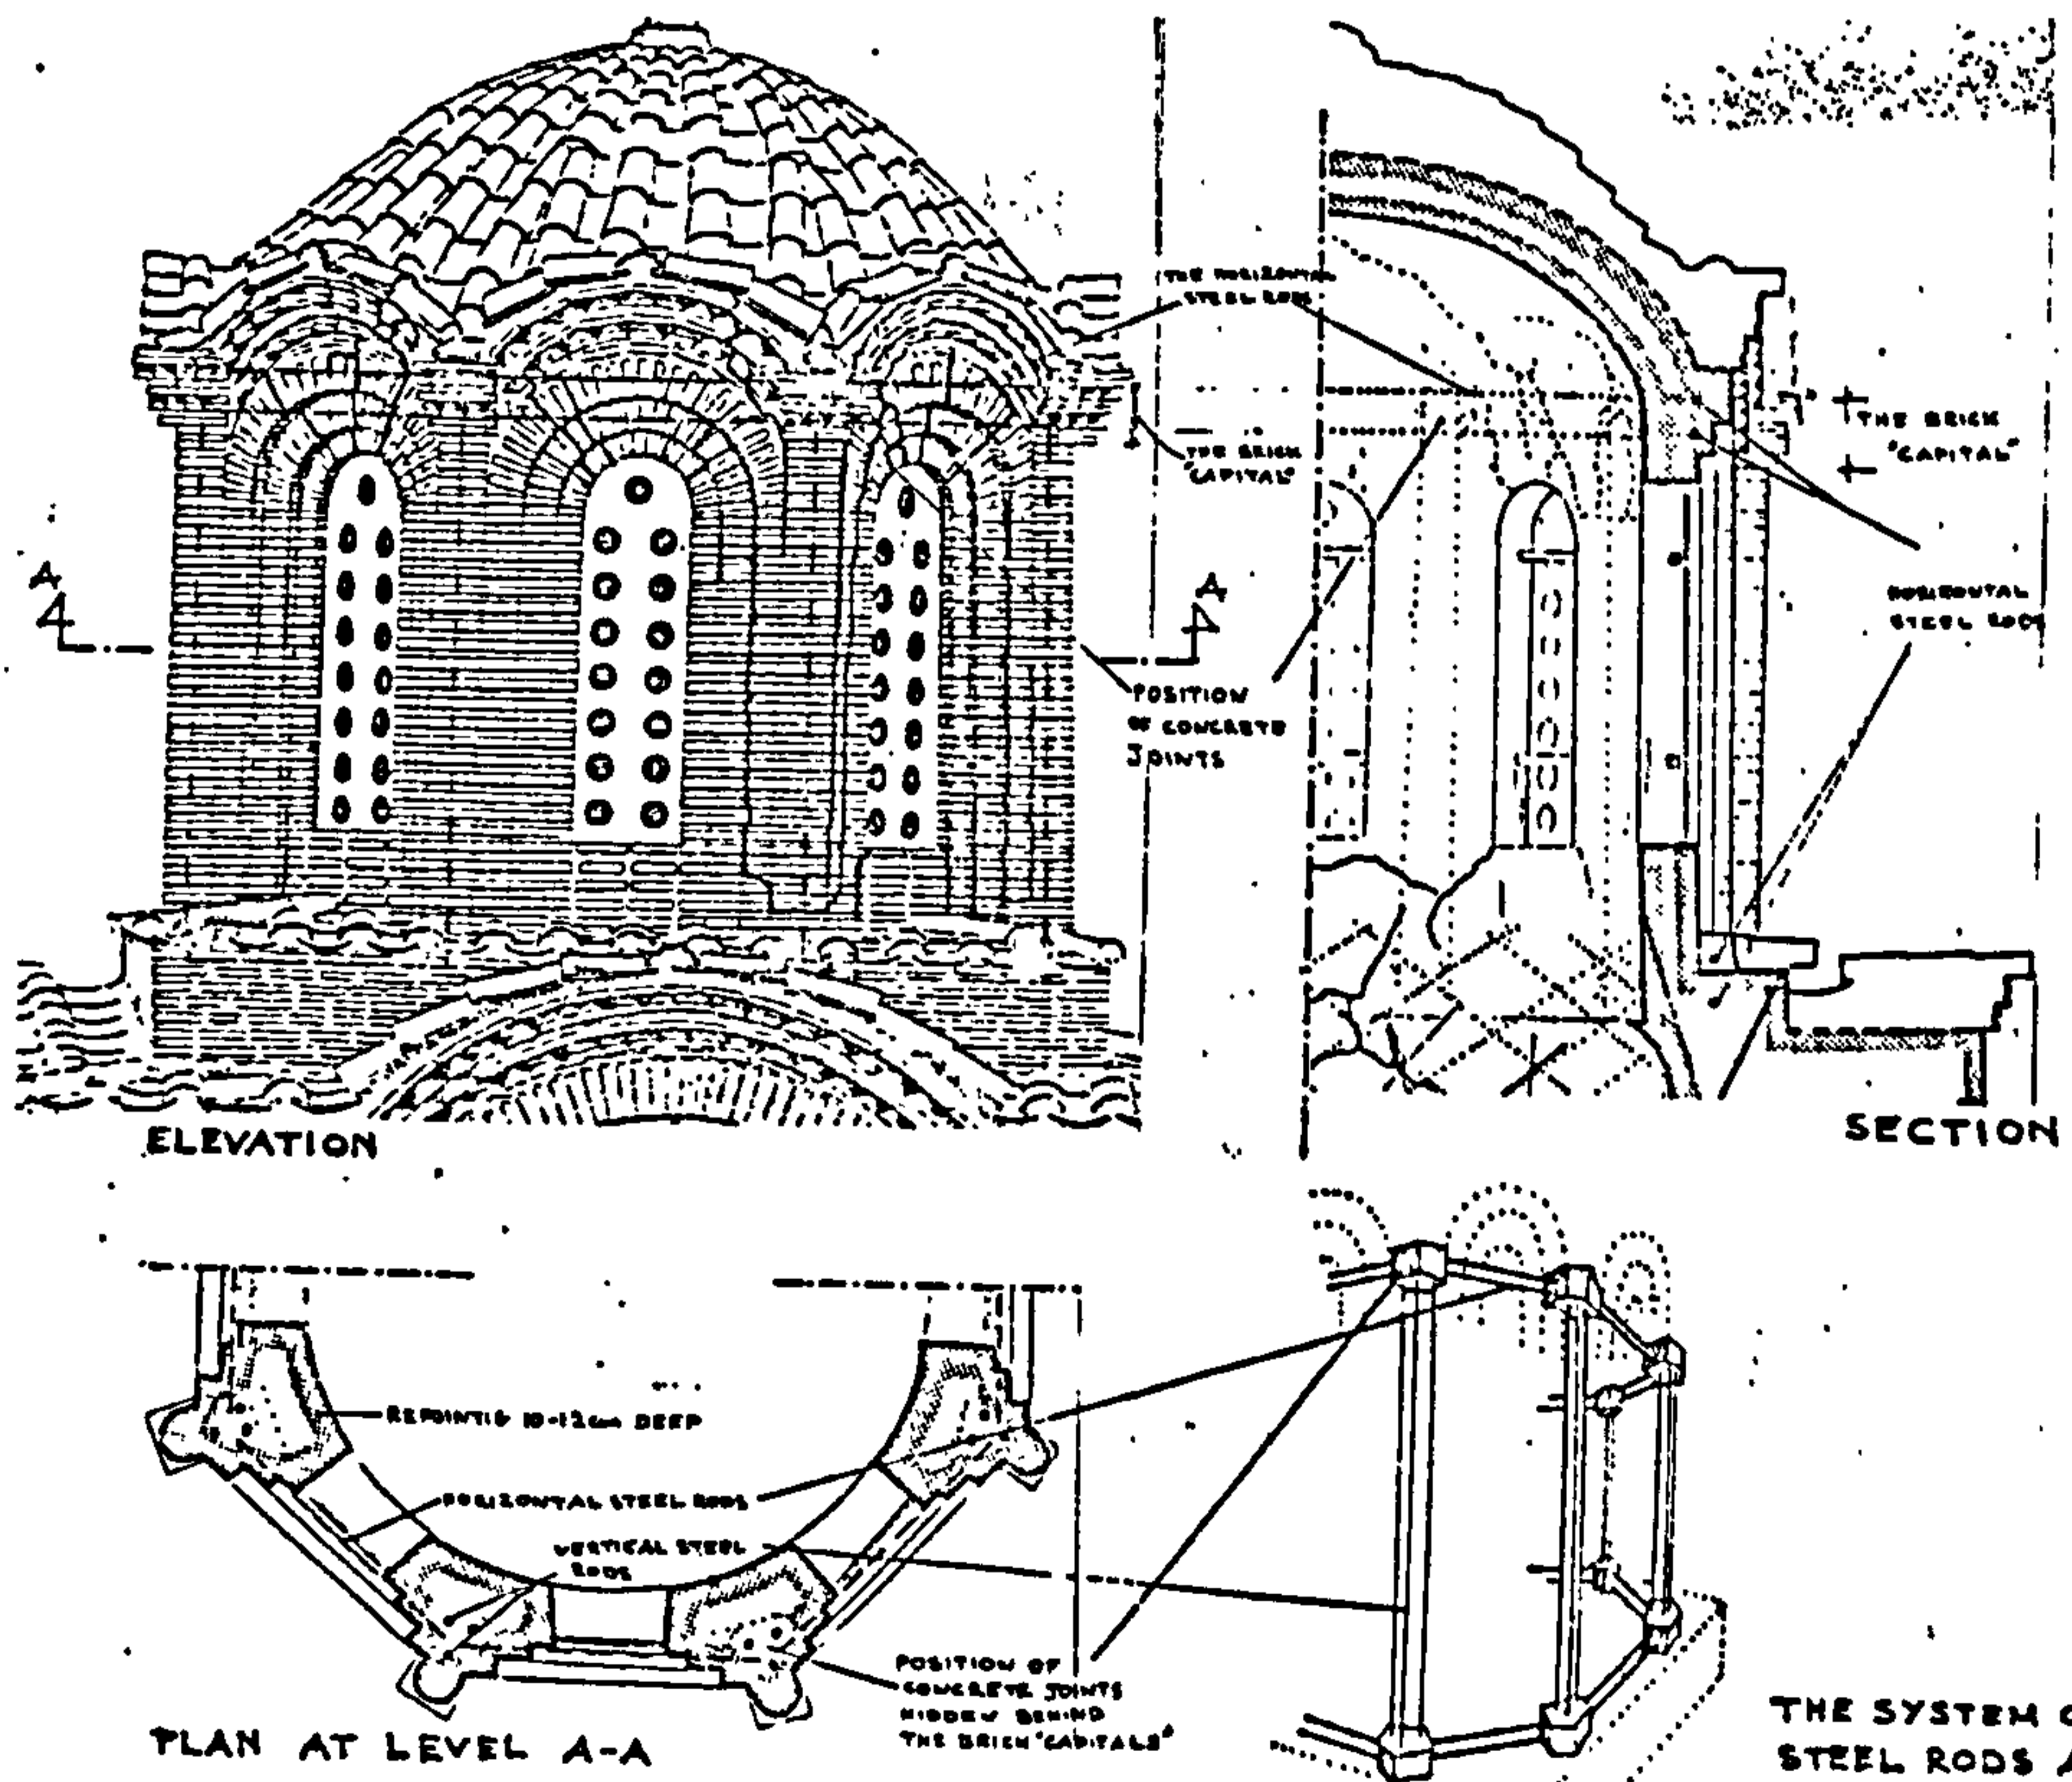 THE HORIZONTAL
STEEL RODS
THE BRICK
"CAPITAL"
THE BRICK
"CAPITAL"
A
A
HORIZONTAL
STEEL RODS
POSITION
OF CONCRETE
JOINTS
ELEVATION
SECTION
REPOINTIG 10-12cm DEEP
HORIZONTAL STEEL RODS
VERTICAL STEEL
RODS
POSITION OF
CONCRETE JOINTS
HIDDEN BEHIND
THE BRICK "CAPITALS"
PLAN AT LEVEL A-A
THE SYSTEM
STEEL RODS